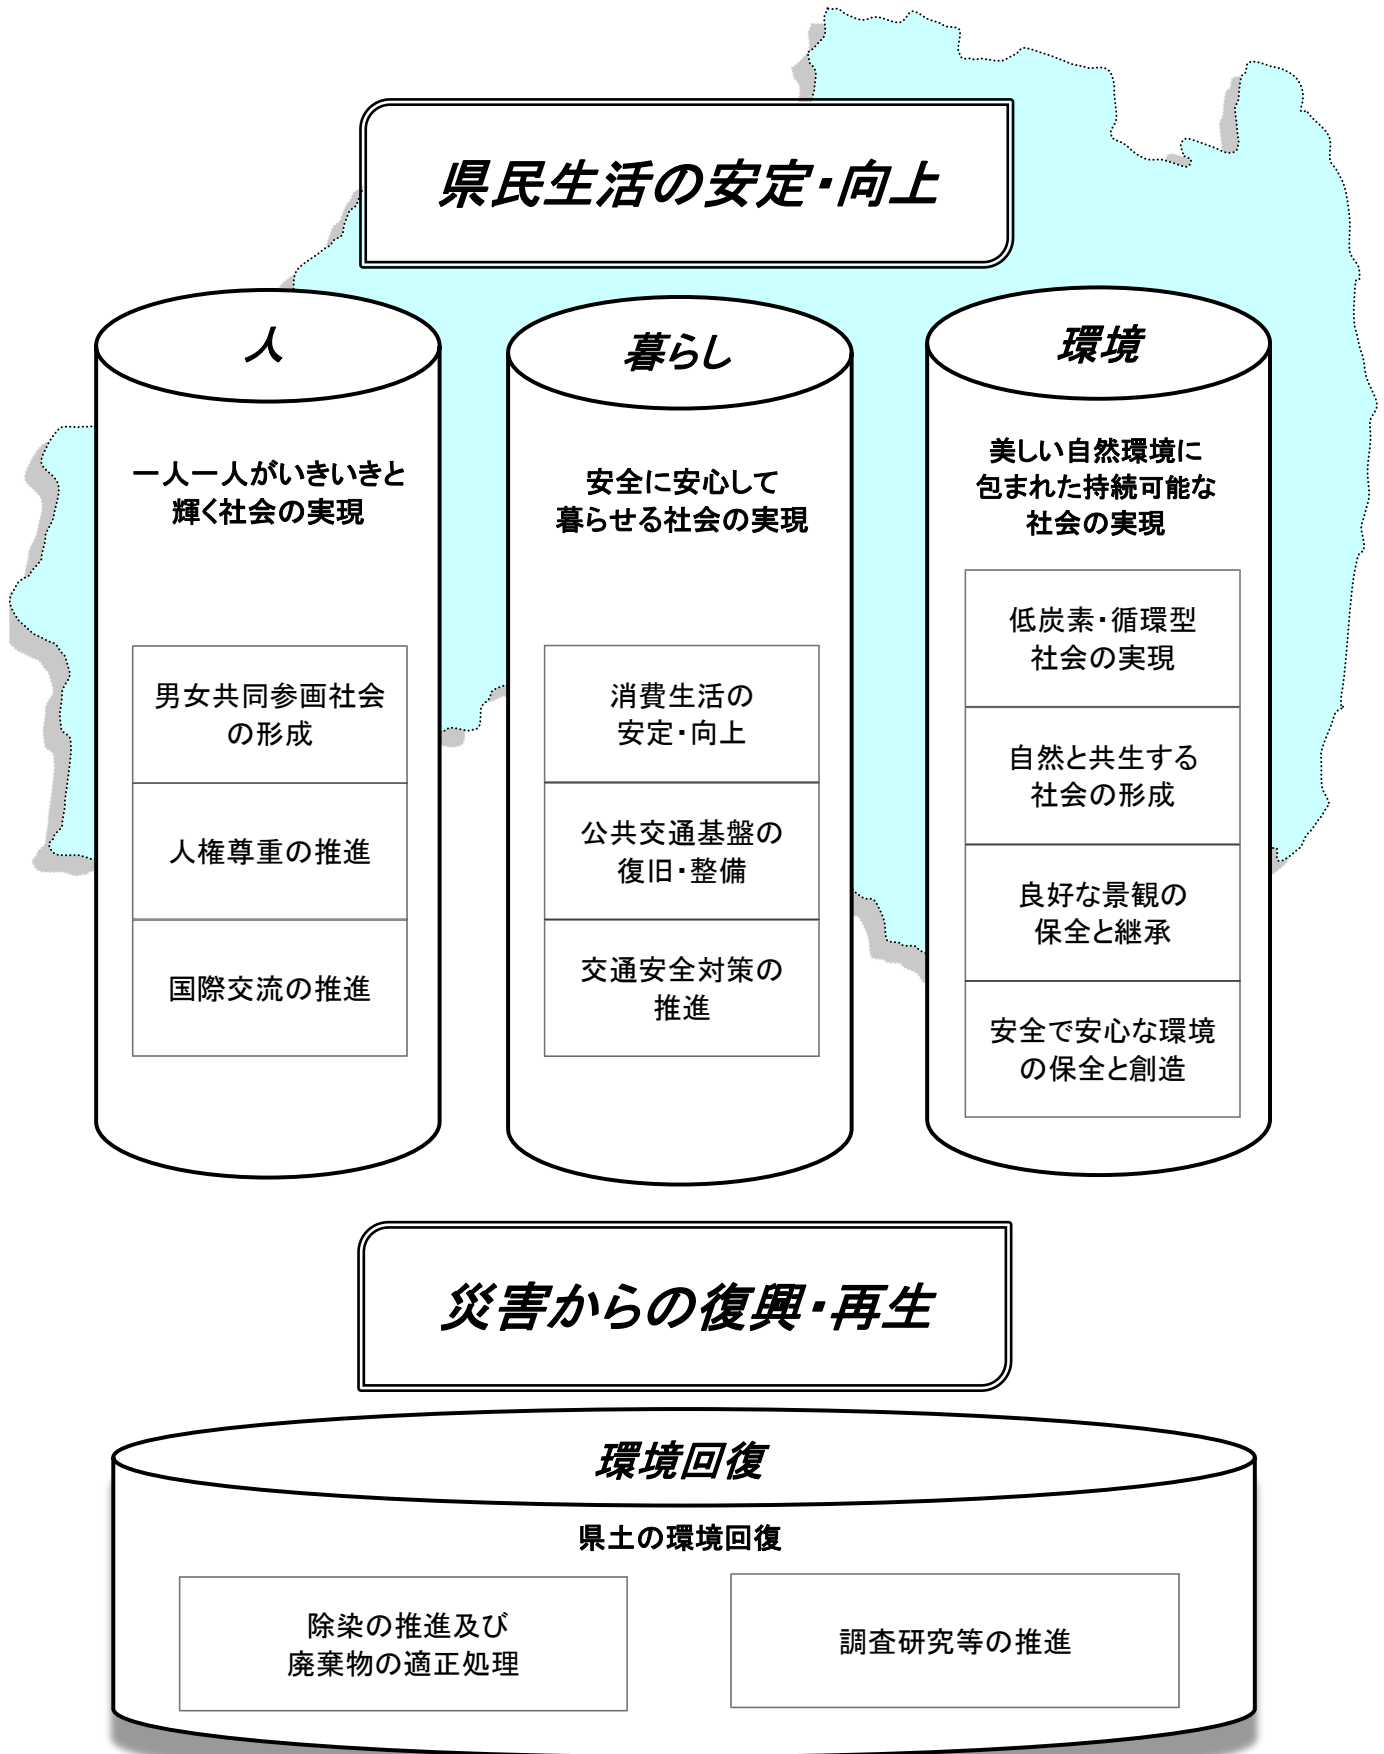 県民生活の安定・向上
人
一人一人がいきいきと
輝く社会の実現
男女共同参画社会
の形成
人権尊重の推進
国際交流の推進
暮らし
安全に安心して
暮らせる社会の実現
消費生活の
安定・向上
公共交通基盤の
復旧・整備
交通安全対策の
推進
環境
美しい自然環境に
包まれた持続可能な
社会の実現
低炭素・循環型
社会の実現
自然と共生する
社会の形成
良好な景観の
保全と継承
安全で安心な環境
の保全と創造
災害からの復興・再生
環境回復
県土の環境回復
除染の推進及び
廃棄物の適正処理
調査研究等の推進